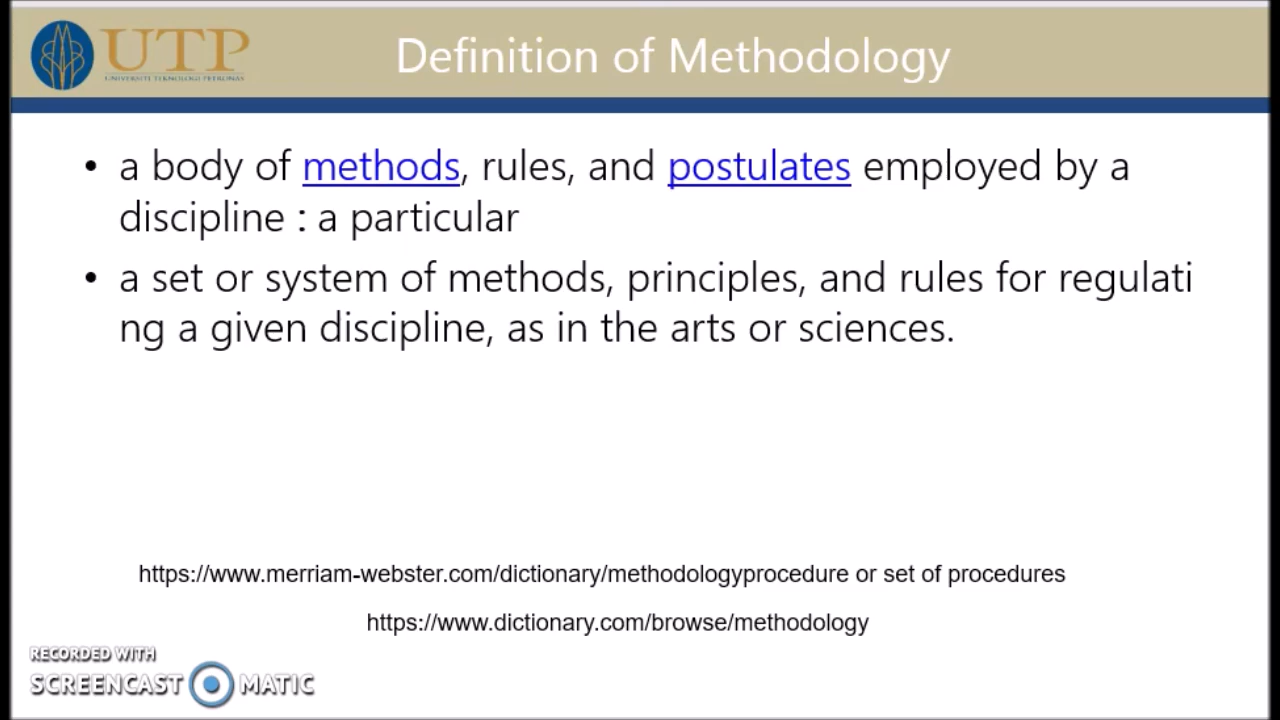 UTP
UNIVERSITI TEKNOLOGI PETRONAS
Definition of Methodology
• a body of methods, rules, and postulates employed by a
discipline : a particular
• a set or system of methods, principles, and rules for regulati
ng a given discipline, as in the arts or sciences.
https://www.merriam-webster.com/dictionary/methodologyprocedure or set of procedures
https://www.dictionary.com/browse/methodology
RECORDED WITH
SCREENCAST MATIC